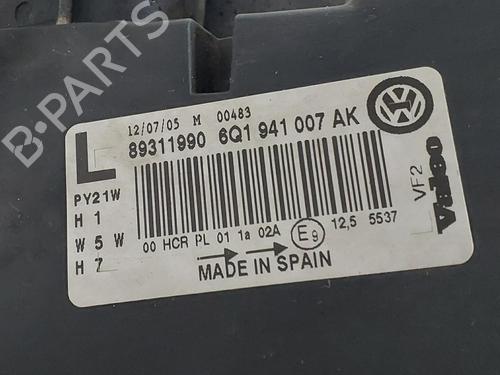 12/07/05 M 00483
L 89311990 6Q1 941 007 AK
PY21W
H 1
W 5 W
H 7
00 HCR PL 01 1a 02A E9 12,5 5537
MADE IN SPAIN
VF2
B-PARTS